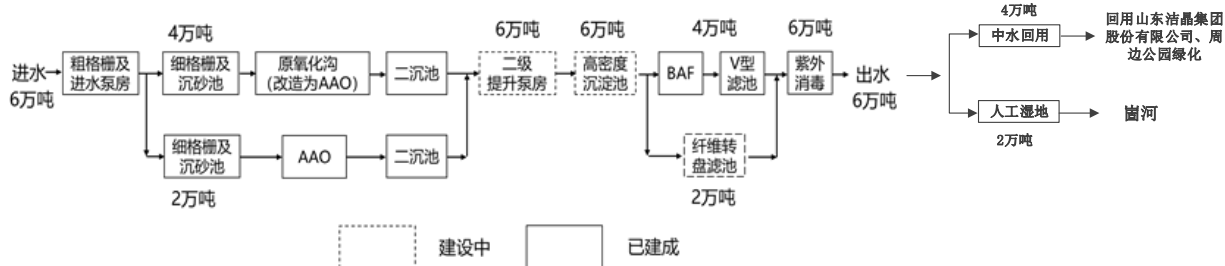 4万吨
6万吨
6万吨
4万吨
6万吨
4万吨
进水
6万吨
粗格栅及
进水泵房
细格栅及
沉砂池
原氧化沟
(改造为AAO)
二沉池
二级
提升泵房
高密度
沉淀池
BAF
V型
滤池
紫外
消毒
出水
6万吨
中水回用
回用山东洁晶集团
股份有限公司、周
边公园绿化
细格栅及
沉砂池
AAO
二沉池
纤维转
盘滤池
人工湿地
崮河
2万吨
2万吨
2万吨
建设中
已建成